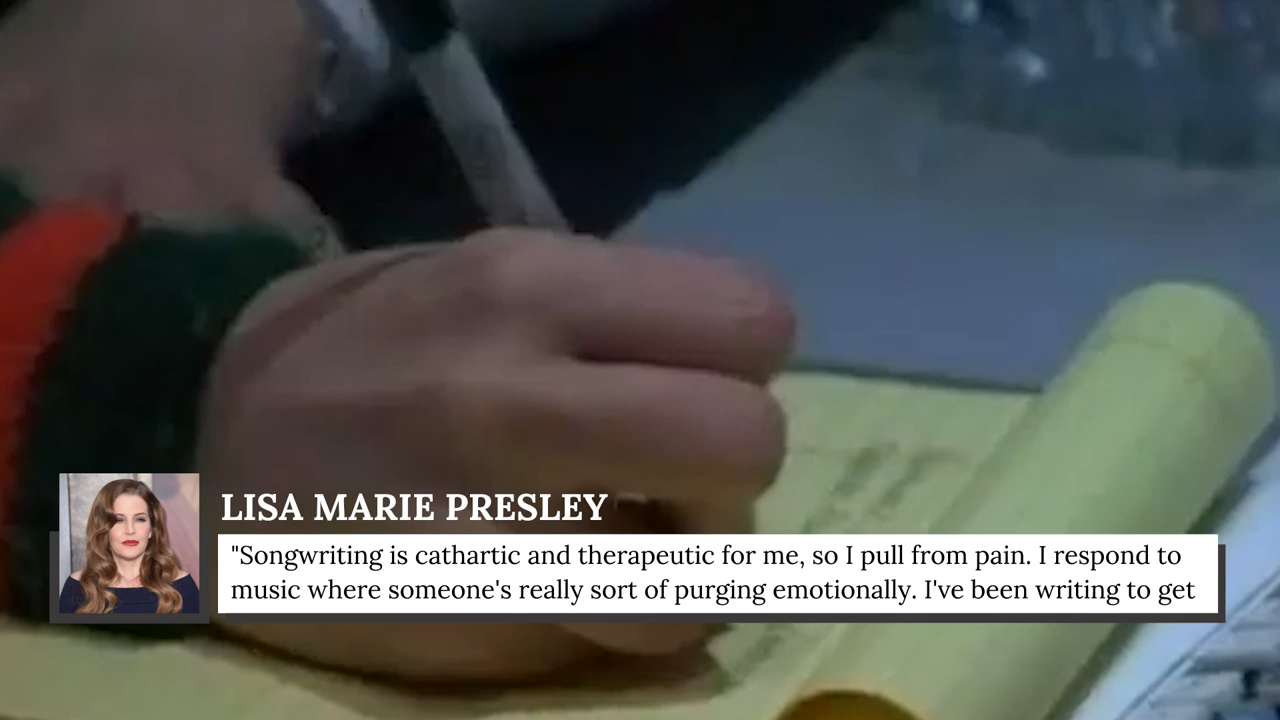 LISA MARIE PRESLEY
"Songwriting is cathartic and therapeutic for me, so I pull from pain. I respond to
music where someone's really sort of purging emotionally. I've been writing to get